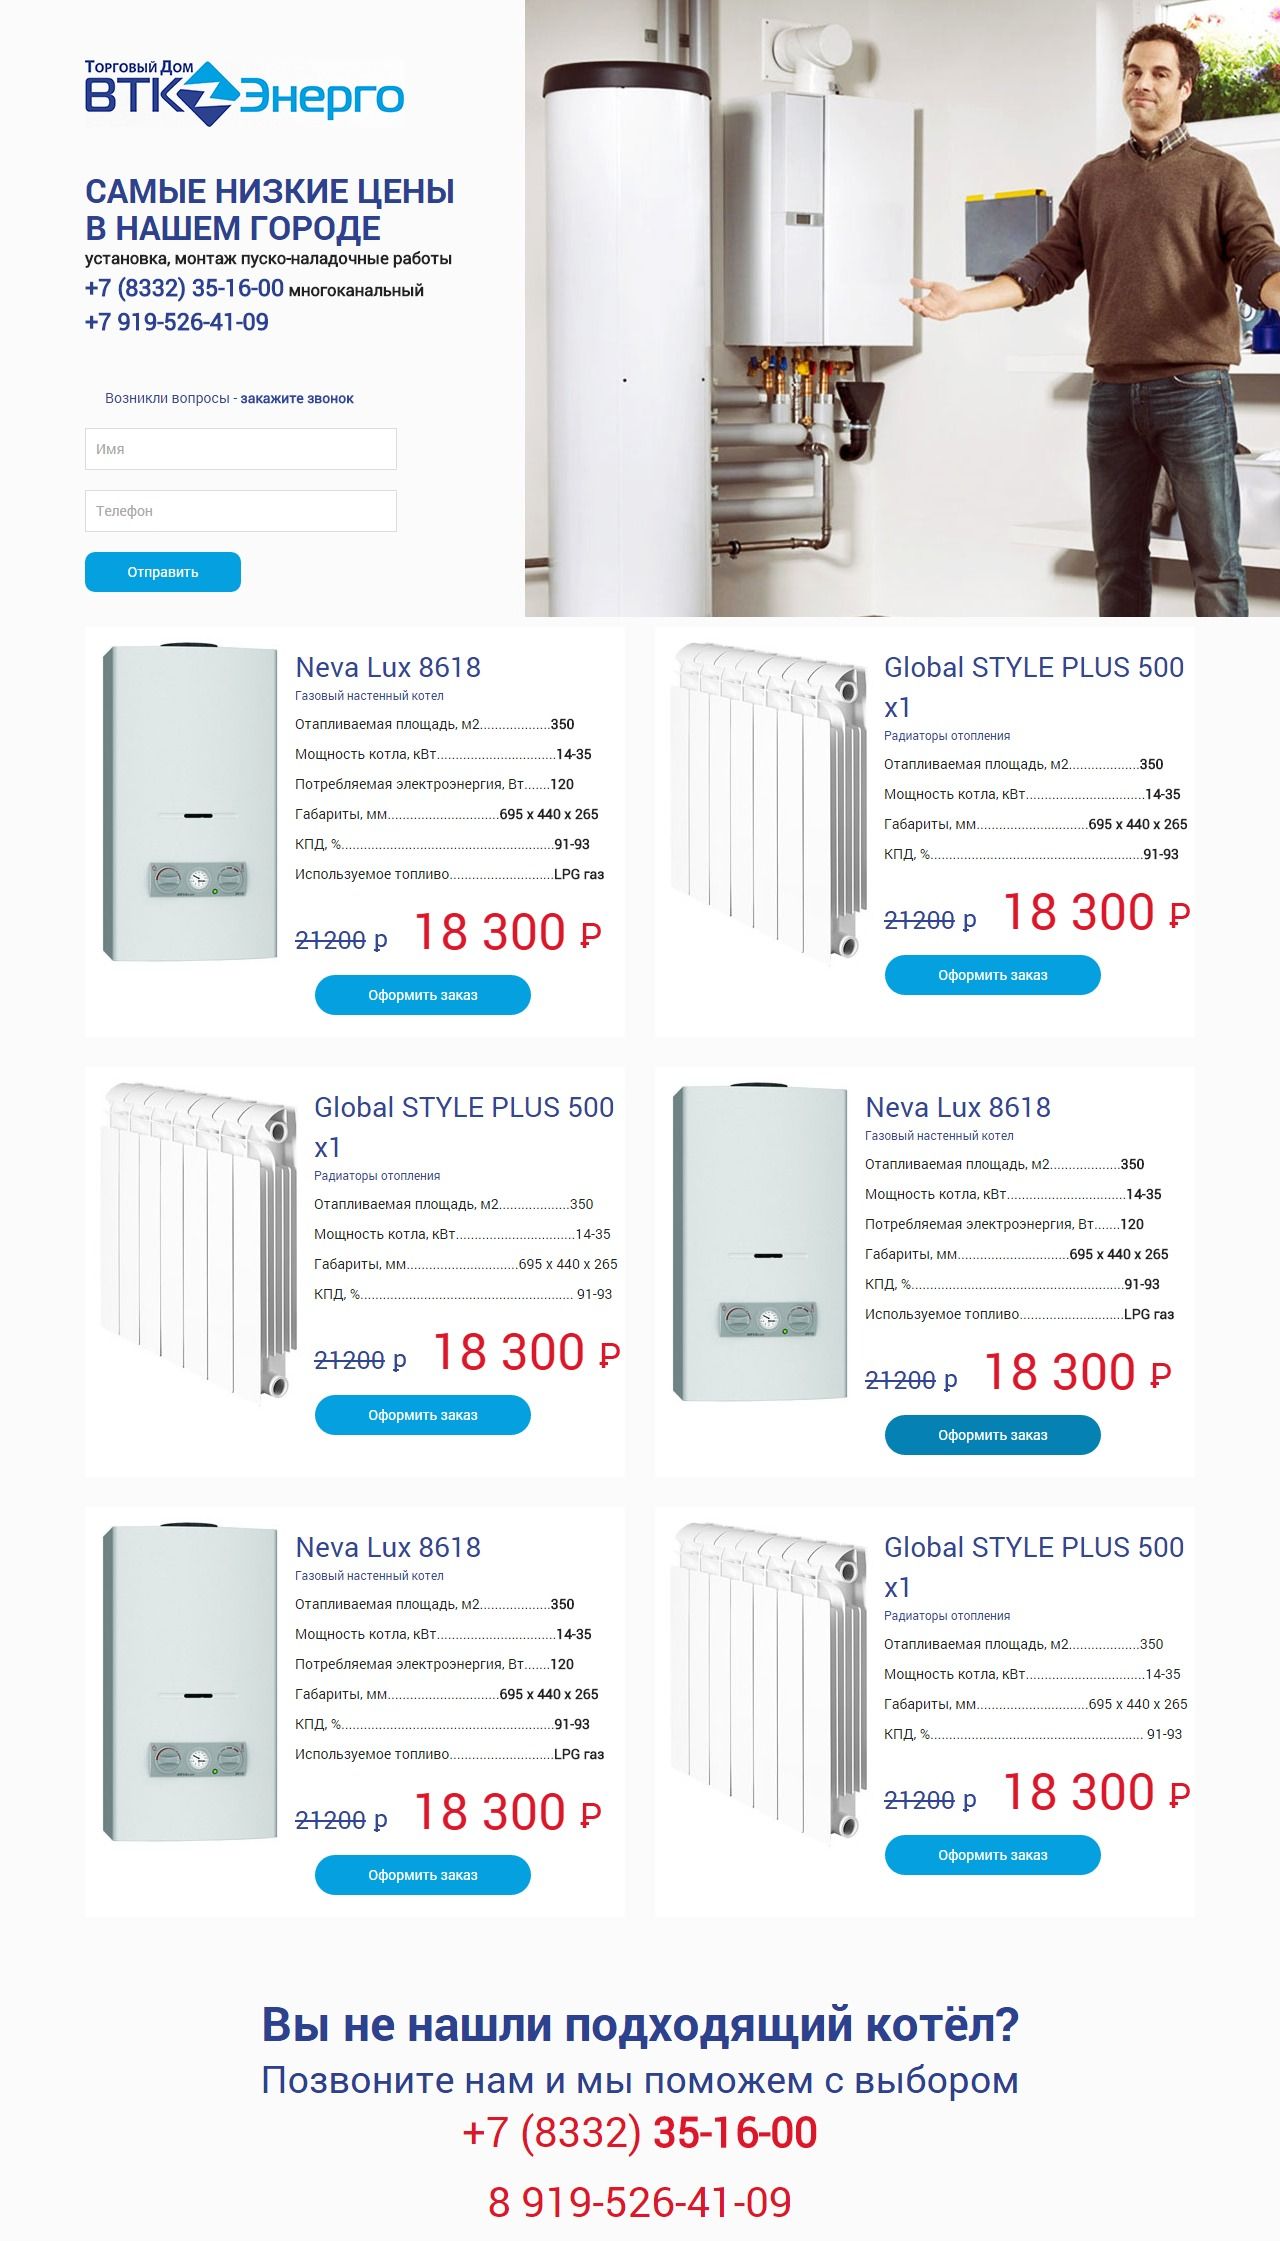 Торговый Дом
ВТК Энерго
САМЫЕ НИЗКИЕ ЦЕНЫ
В НАШЕМ ГОРОДЕ
установка, монтаж пуско-наладочные работы
+7 (8332) 35-16-00 многоканальный
+7 919-526-41-09
Возникли вопросы - закажите звонок
Имя
Телефон
Отправить
Neva Lux 8618
Газовый настенный котел
Отапливаемая площадь, м2...................350
Мощность котла, кВт................................14-35
Потребляемая электроэнергия, Вт.......120
Габариты, мм..............................695 x 440 x 265
КПД, %.........................................................91-93
Используемое топливо............................LPG газ
21200 р 18 300 ₽
Оформить заказ
Global STYLE PLUS 500
x1
Радиаторы отопления
Отапливаемая площадь, м2...................350
Мощность котла, кВт................................14-35
Габариты, мм..............................695 x 440 x 265
КПД, %.........................................................91-93
21200 р 18 300 ₽
Оформить заказ
Global STYLE PLUS 500
x1
Радиаторы отопления
Отапливаемая площадь, м2...................350
Мощность котла, кВт................................14-35
Габариты, мм..............................695 x 440 x 265
КПД, %......................................................... 91-93
21200 р 18 300 ₽
Оформить заказ
Neva Lux 8618
Газовый настенный котел
Отапливаемая площадь, м2...................350
Мощность котла, кВт................................14-35
Потребляемая электроэнергия, Вт.......120
Габариты, мм..............................695 x 440 x 265
КПД, %.........................................................91-93
Используемое топливо............................LPG газ
21200 р 18 300 ₽
Оформить заказ
Neva Lux 8618
Газовый настенный котел
Отапливаемая площадь, м2...................350
Мощность котла, кВт................................14-35
Потребляемая электроэнергия, Вт.......120
Габариты, мм..............................695 x 440 x 265
КПД, %.........................................................91-93
Используемое топливо............................LPG газ
21200 р 18 300 ₽
Оформить заказ
Global STYLE PLUS 500
x1
Радиаторы отопления
Отапливаемая площадь, м2...................350
Мощность котла, кВт................................14-35
Габариты, мм..............................695 x 440 x 265
КПД, %......................................................... 91-93
21200 р 18 300 ₽
Оформить заказ
Вы не нашли подходящий котёл?
Позвоните нам и мы поможем с выбором
+7 (8332) 35-16-00
8 919-526-41-09